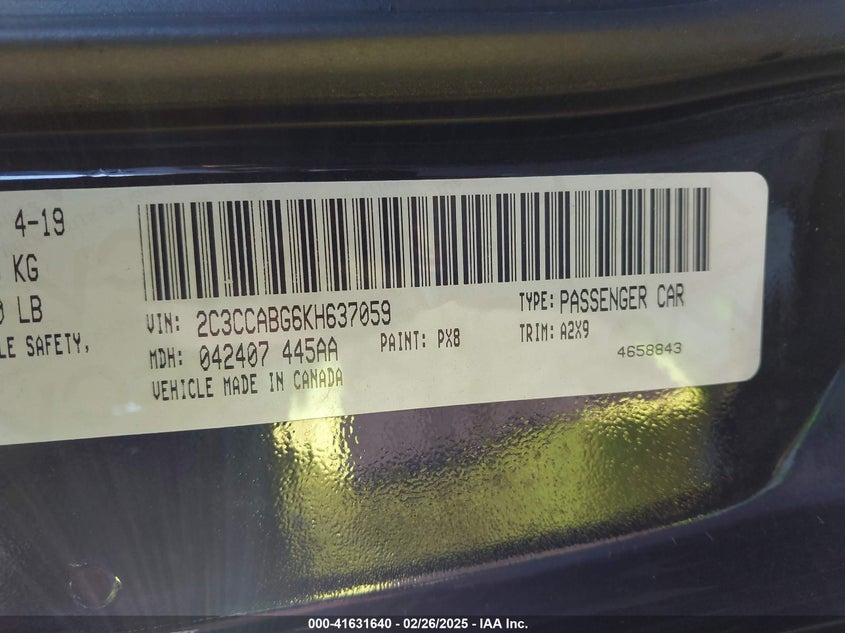 4-19
KG
LB
LE SAFETY,
VIN: 2C3CCABG6KH637059
TYPE: PASSENGER CAR
MDH: 042407 445AA
PAINT: PX8
TRIM: A2X9
VEHICLE MADE IN CANADA
4658843
000-41631640 - 02/26/2025 - IAA Inc.